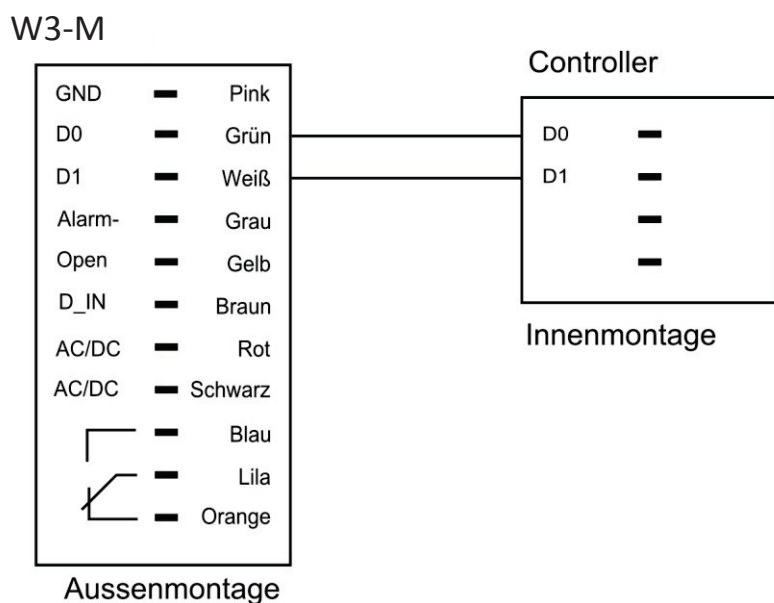 W3-M
Controller
GND Pink
D0 Grün D0
D1 Weiß D1
Alarm- Grau
Open Gelb
D_IN Braun
Innenmontage
AC/DC Rot
AC/DC Schwarz
Blau
Lila
Orange
Aussenmontage